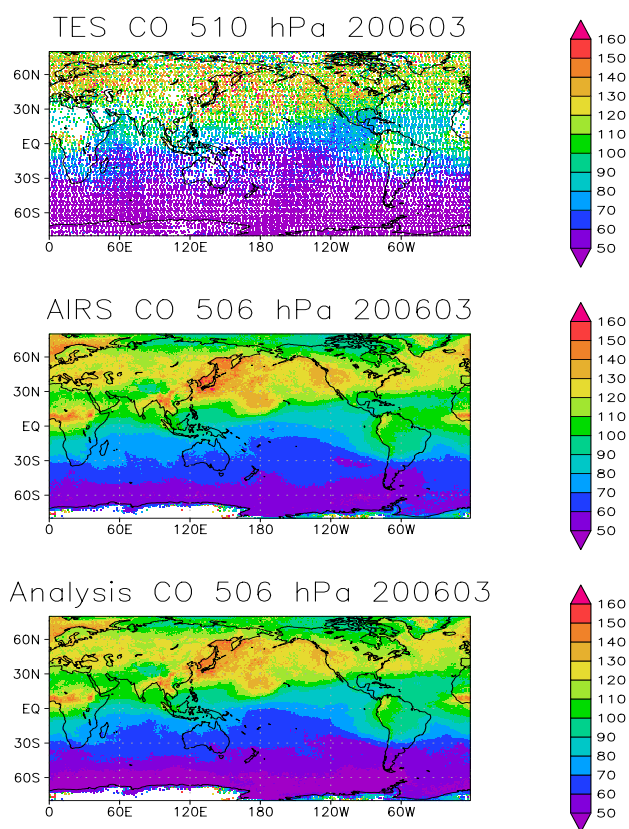 TES CO 510 hPa 200603
60N
30N
EQ
30S
60S
0 60E 120E 180 120W 60W
160
150
140
130
120
110
100
90
80
70
60
50
AIRS CO 506 hPa 200603
60N
30N
EQ
30S
60S
0 60E 120E 180 120W 60W
160
150
140
130
120
110
100
90
80
70
60
50
Analysis CO 506 hPa 200603
60N
30N
EQ
30S
60S
0 60E 120E 180 120W 60W
160
150
140
130
120
110
100
90
80
70
60
50